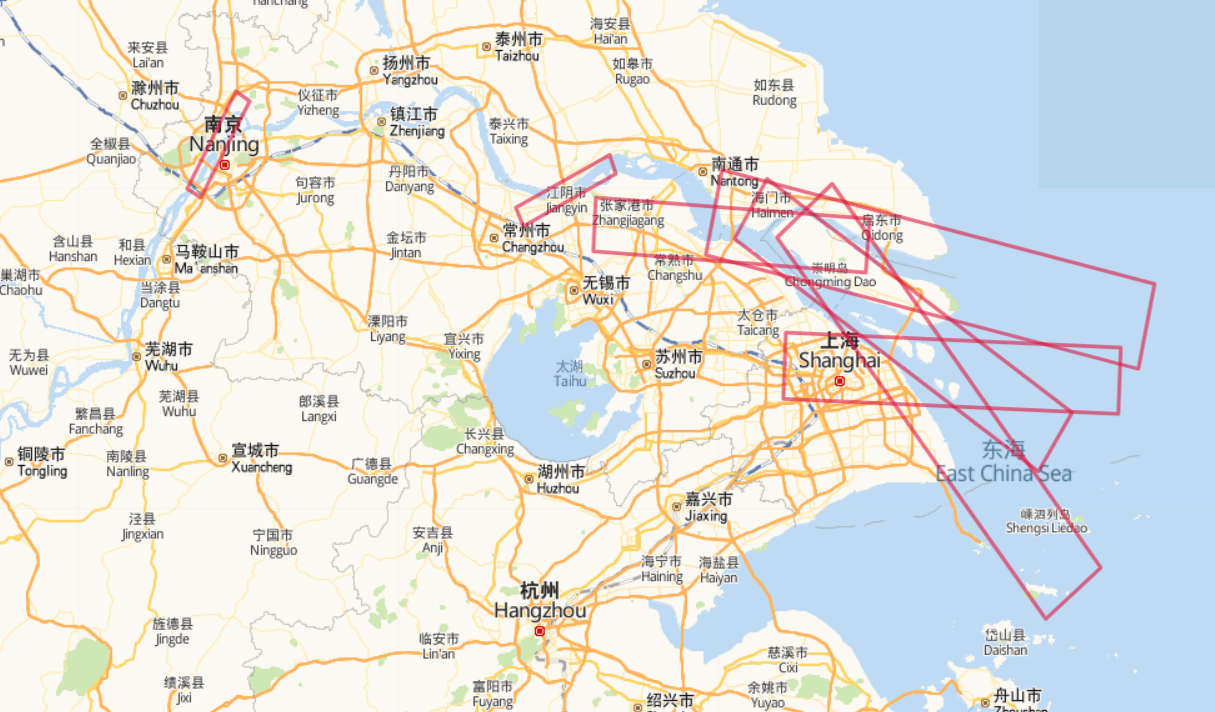 Hanchang
海安县
Hai'an
来安县
Lai'an
泰州市
Taizhou
扬州市
Yangzhou
如皋市
Rugao
如东县
Rudong
滁州市
Chuzhou
仪征市
Yizheng
镇江市
Zhenjiang
南京
Nanjing
泰兴市
Taixing
全椒县
Quanjiao
南通市
Nantong
丹阳市
Danyang
句容市
Jurong
江阴市
Jiangyin
张家港市
Zhangjiagang
海门市
Haimen
启东市
Qidong
含山县
Hanshan
和县
Hexian
马鞍山市
Ma'anshan
金坛市
Jintan
常州市
Changzhou
常熟市
Changshu
崇明岛
Chongming Dao
巢湖市
Chaohu
当涂县
Dangtu
无锡市
Wuxi
太仓市
Taicang
溧阳市
Liyang
宜兴市
Yixing
上海
Shanghai
无为县
Wuwei
芜湖市
Wuhu
太湖
Taihu
苏州市
Suzhou
芜湖县
Wuhu
郎溪县
Langxi
繁昌县
Fanchang
长兴县
Changxing
东海
East China Sea
铜陵市
Tongling
南陵县
Nanling
宣城市
Xuancheng
广德县
Guangde
湖州市
Huzhou
嘉兴市
Jiaxing
嵊泗列岛
Shengsi Liedao
泾县
Jingxian
宁国市
Ningguo
安吉县
Anji
海宁市
Haining
海盐县
Haiyan
杭州
Hangzhou
旌德县
Jingde
临安市
Lin'an
岱山县
Daishan
慈溪市
Cixi
绩溪县
Jixi
富阳市
Fuyang
余姚市
Yuyao
绍兴市
舟山市
Zhoushan